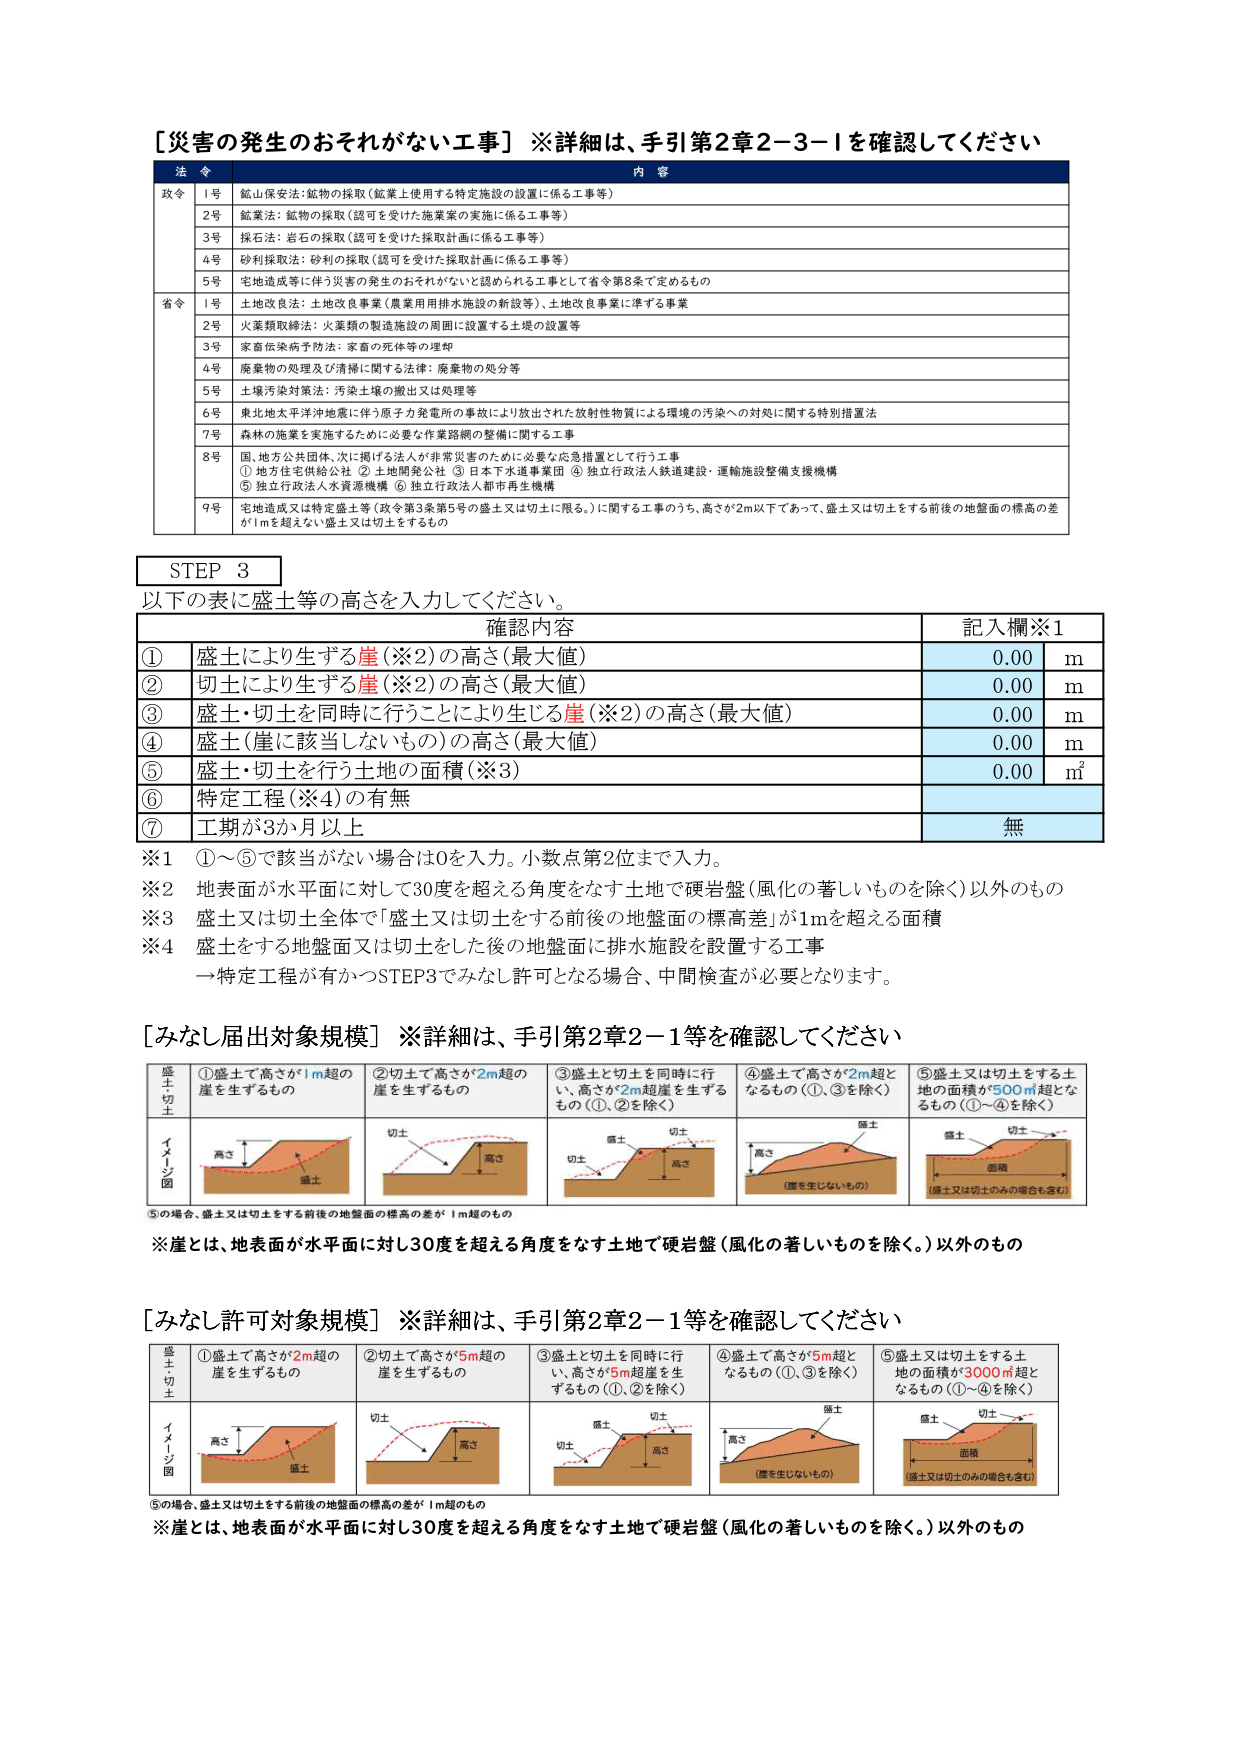 ［災害の発生のおそれがない工事］ ※詳細は、手引第2章2－3－1を確認してください
法 令 内 容
政令 1号 鉱山保安法：鉱物の採取（鉱業上使用する特定施設の設置に係る工事等）
2号 鉱業法：鉱物の採取（認可を受けた施業案の実施に係る工事等）
3号 採石法：岩石の採取（認可を受けた採取計画に係る工事等）
4号 砂利採取法：砂利の採取（認可を受けた採取計画に係る工事等）
5号 宅地造成等に伴う災害の発生のおそれがないと認められる工事として省令第8条で定めるもの
省令 1号 土地改良法：土地改良事業（農業用用排水施設の新設等）、土地改良事業に準ずる事業
2号 火薬類取締法：火薬類の製造施設の周囲に設置する土堤の設置等
3号 家畜伝染病予防法：家畜の死体等の埋却
4号 廃棄物の処理及び清掃に関する法律：廃棄物の処分等
5号 土壌汚染対策法：汚染土壌の搬出又は処理等
6号 東北地太平洋沖地震に伴う原子力発電所の事故により放出された放射性物質による環境の汚染への対処に関する特別措置法
7号 森林の施業を実施するために必要な作業路網の整備に関する工事
8号 国、地方公共団体、次に掲げる法人が非常災害のために必要な応急措置として行う工事
① 地方住宅供給公社 ② 土地開発公社 ③ 日本下水道事業団 ④ 独立行政法人鉄道建設・運輸施設整備支援機構
⑤ 独立行政法人水資源機構 ⑥ 独立行政法人都市再生機構
9号 宅地造成又は特定盛土等（政令第3条第5号の盛土又は切土に限る。）に関する工事のうち、高さが2m以下であって、盛土又は切土をする前後の地盤面の標高の差
が1mを超えない盛土又は切土をするもの
STEP 3
以下の表に盛土等の高さを入力してください。
確認内容 記入欄※1
① 盛土により生ずる崖（※2）の高さ（最大値） 0.00 m
② 切土により生ずる崖（※2）の高さ（最大値） 0.00 m
③ 盛土・切土を同時に行うことにより生じる崖（※2）の高さ（最大値） 0.00 m
④ 盛土（崖に該当しないもの）の高さ（最大値） 0.00 m
⑤ 盛土・切土を行う土地の面積（※3） 0.00 ㎡
⑥ 特定工程（※4）の有無
⑦ 工期が3か月以上 無
※1 ①～⑤で該当がない場合は0を入力。小数点第2位まで入力。
※2 地表面が水平面に対して30度を超える角度をなす土地で硬岩盤（風化の著しいものを除く）以外のもの
※3 盛土又は切土全体で「盛土又は切土をする前後の地盤面の標高差」が1mを超える面積
※4 盛土をする地盤面又は切土をした後の地盤面に排水施設を設置する工事
→特定工程が有かつSTEP3でみなし許可となる場合、中間検査が必要となります。
［みなし届出対象規模］ ※詳細は、手引第2章2－1等を確認してください
盛土・切土 ①盛土で高さが1m超の ②切土で高さが2m超の ③盛土と切土を同時に行 ④盛土で高さが2m超と ⑤盛土又は切土をする土
崖を生ずるもの 崖を生ずるもの い、高さが2m超崖を生ずる なるもの（①、③を除く） 地の面積が500㎡超とな
もの（①、②を除く） るもの（①～④を除く）
イメージ図 高さ 盛土 切土 高さ 盛土 切土 切土 高さ 盛土 高さ （崖を生じないもの） 盛土 切土 面積 （盛土又は切土のみの場合も含む）
⑤の場合、盛土又は切土をする前後の地盤面の標高の差が 1m超のもの
※崖とは、地表面が水平面に対し30度を超える角度をなす土地で硬岩盤（風化の著しいものを除く。）以外のもの
［みなし許可対象規模］ ※詳細は、手引第2章2－1等を確認してください
盛土・切土 ①盛土で高さが2m超の ②切土で高さが5m超の ③盛土と切土を同時に行 ④盛土で高さが5m超と ⑤盛土又は切土をする土
崖を生ずるもの 崖を生ずるもの い、高さが5m超崖を生 なるもの（①、③を除く） 地の面積が3000㎡超と
ずるもの（①、②を除く） なるもの（①～④を除く）
イメージ図 高さ 盛土 切土 高さ 盛土 切土 切土 高さ 盛土 高さ （崖を生じないもの） 盛土 切土 面積 （盛土又は切土のみの場合も含む）
⑤の場合、盛土又は切土をする前後の地盤面の標高の差が 1m超のもの
※崖とは、地表面が水平面に対し30度を超える角度をなす土地で硬岩盤（風化の著しいものを除く。）以外のもの